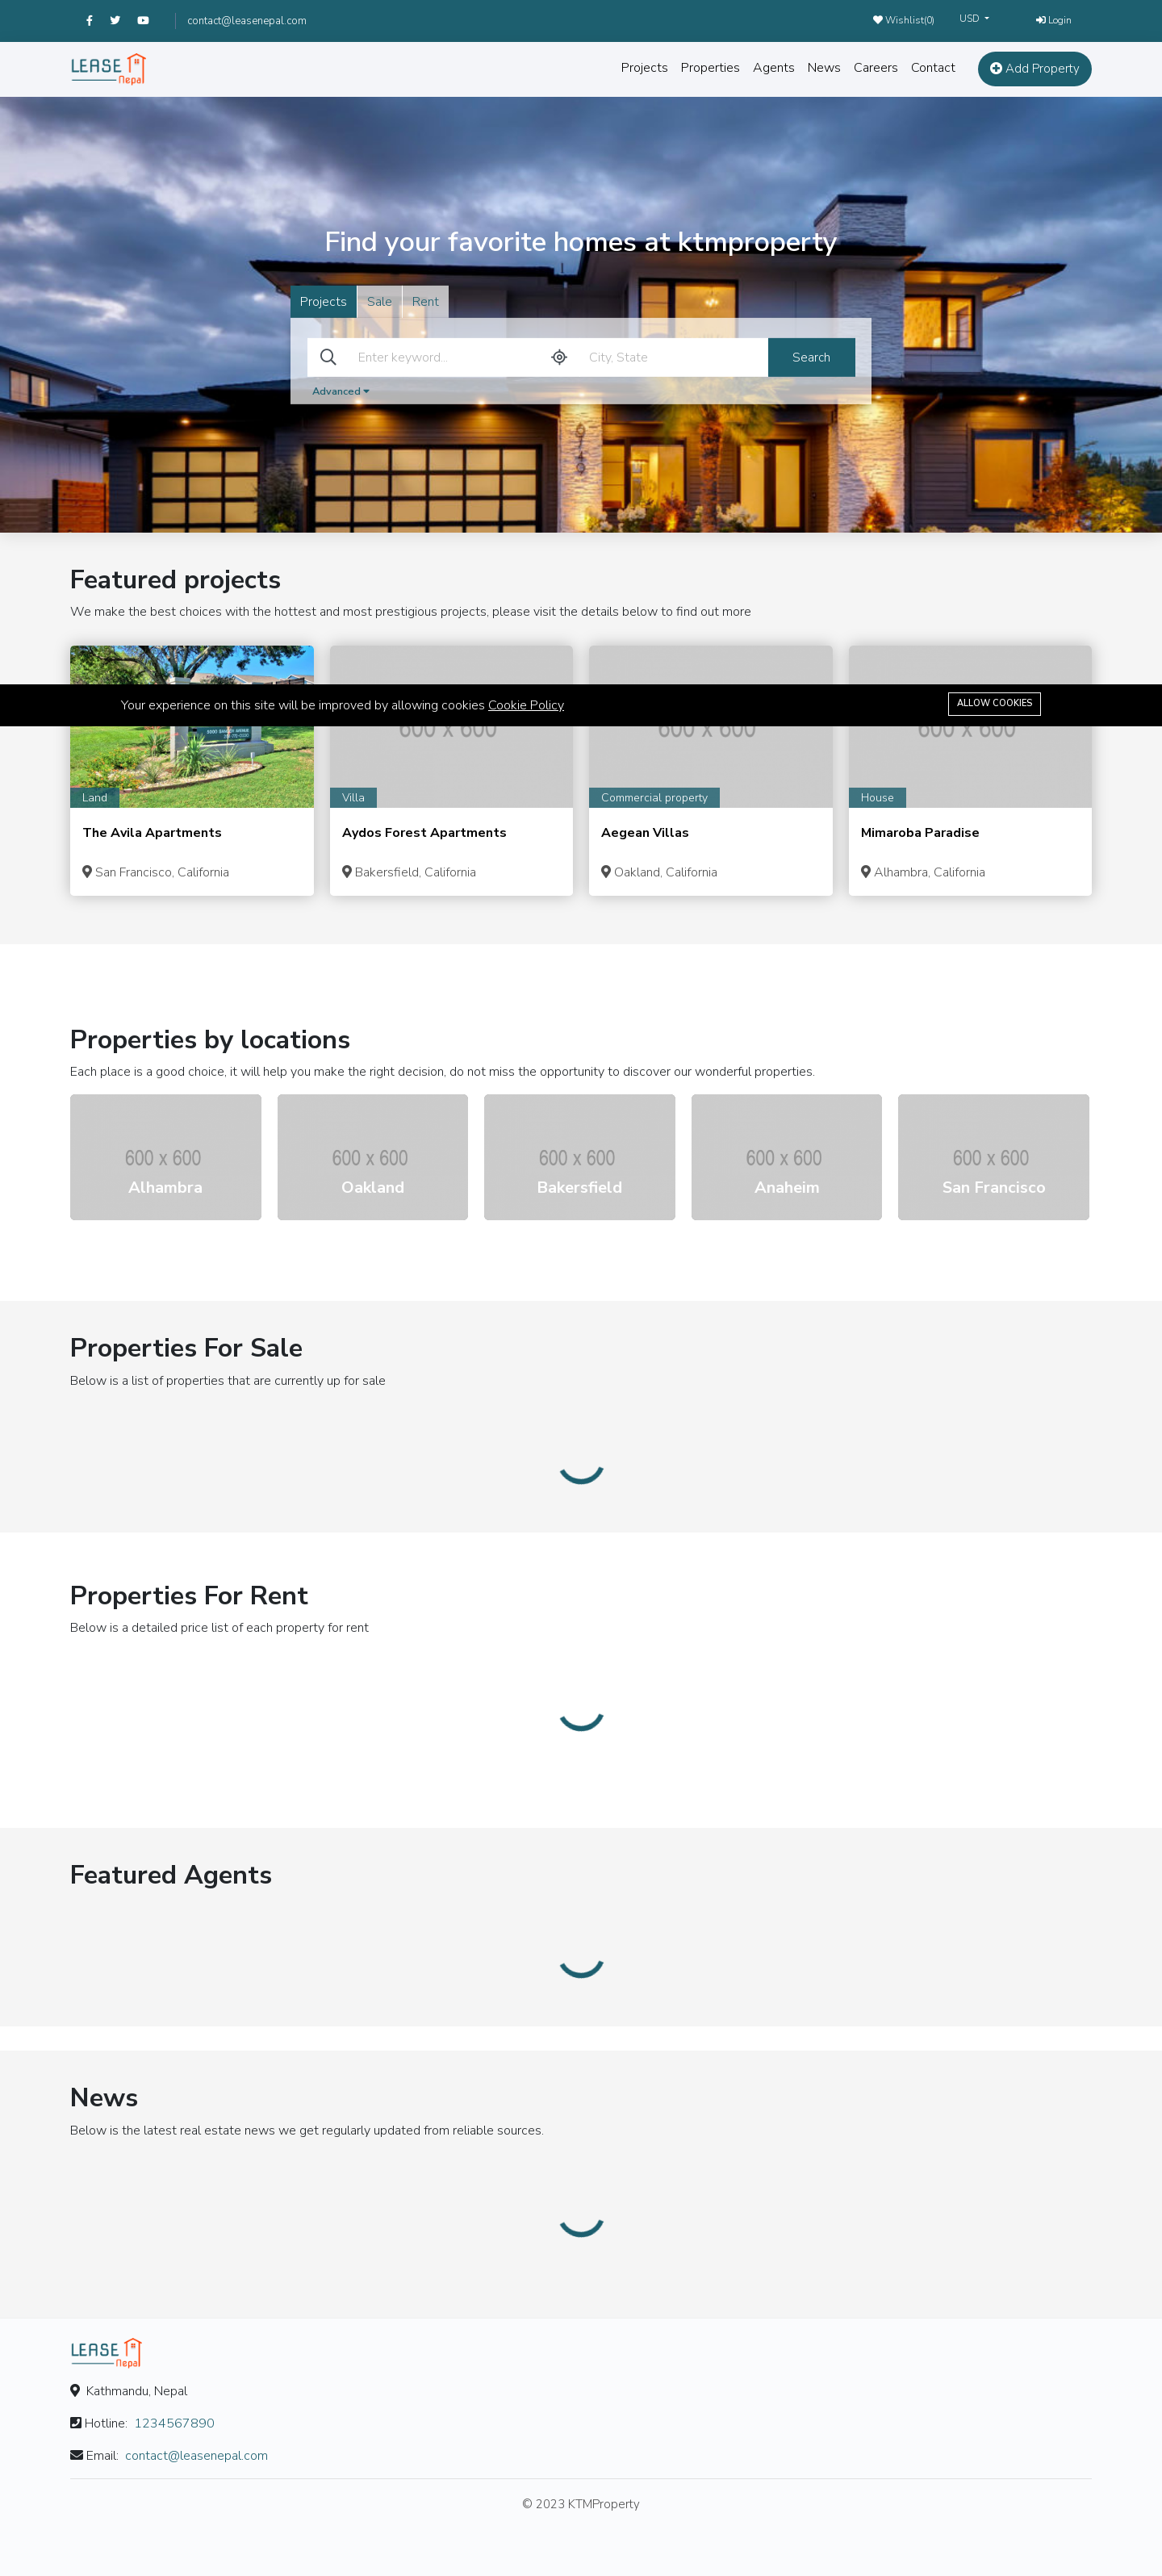 contact@leasenepal.com
Wishlist(0)
USD
Login
LEASE Nepal
Projects
Properties
Agents
News
Careers
Contact
Add Property
Find your favorite homes at ktmproperty
Projects
Sale
Rent
Enter keyword...
City, State
Search
Advanced
Featured projects
We make the best choices with the hottest and most prestigious projects, please visit the details below to find out more
Your experience on this site will be improved by allowing cookies Cookie Policy
ALLOW COOKIES
600 x 600
600 x 600
600 x 600
Land
Villa
Commercial property
House
The Avila Apartments
Aydos Forest Apartments
Aegean Villas
Mimaroba Paradise
San Francisco, California
Bakersfield, California
Oakland, California
Alhambra, California
Properties by locations
Each place is a good choice, it will help you make the right decision, do not miss the opportunity to discover our wonderful properties.
600 x 600
Alhambra
600 x 600
Oakland
600 x 600
Bakersfield
600 x 600
Anaheim
600 x 600
San Francisco
Properties For Sale
Below is a list of properties that are currently up for sale
Properties For Rent
Below is a detailed price list of each property for rent
Featured Agents
News
Below is the latest real estate news we get regularly updated from reliable sources.
LEASE Nepal
Kathmandu, Nepal
Hotline: 1234567890
Email: contact@leasenepal.com
© 2023 KTMProperty